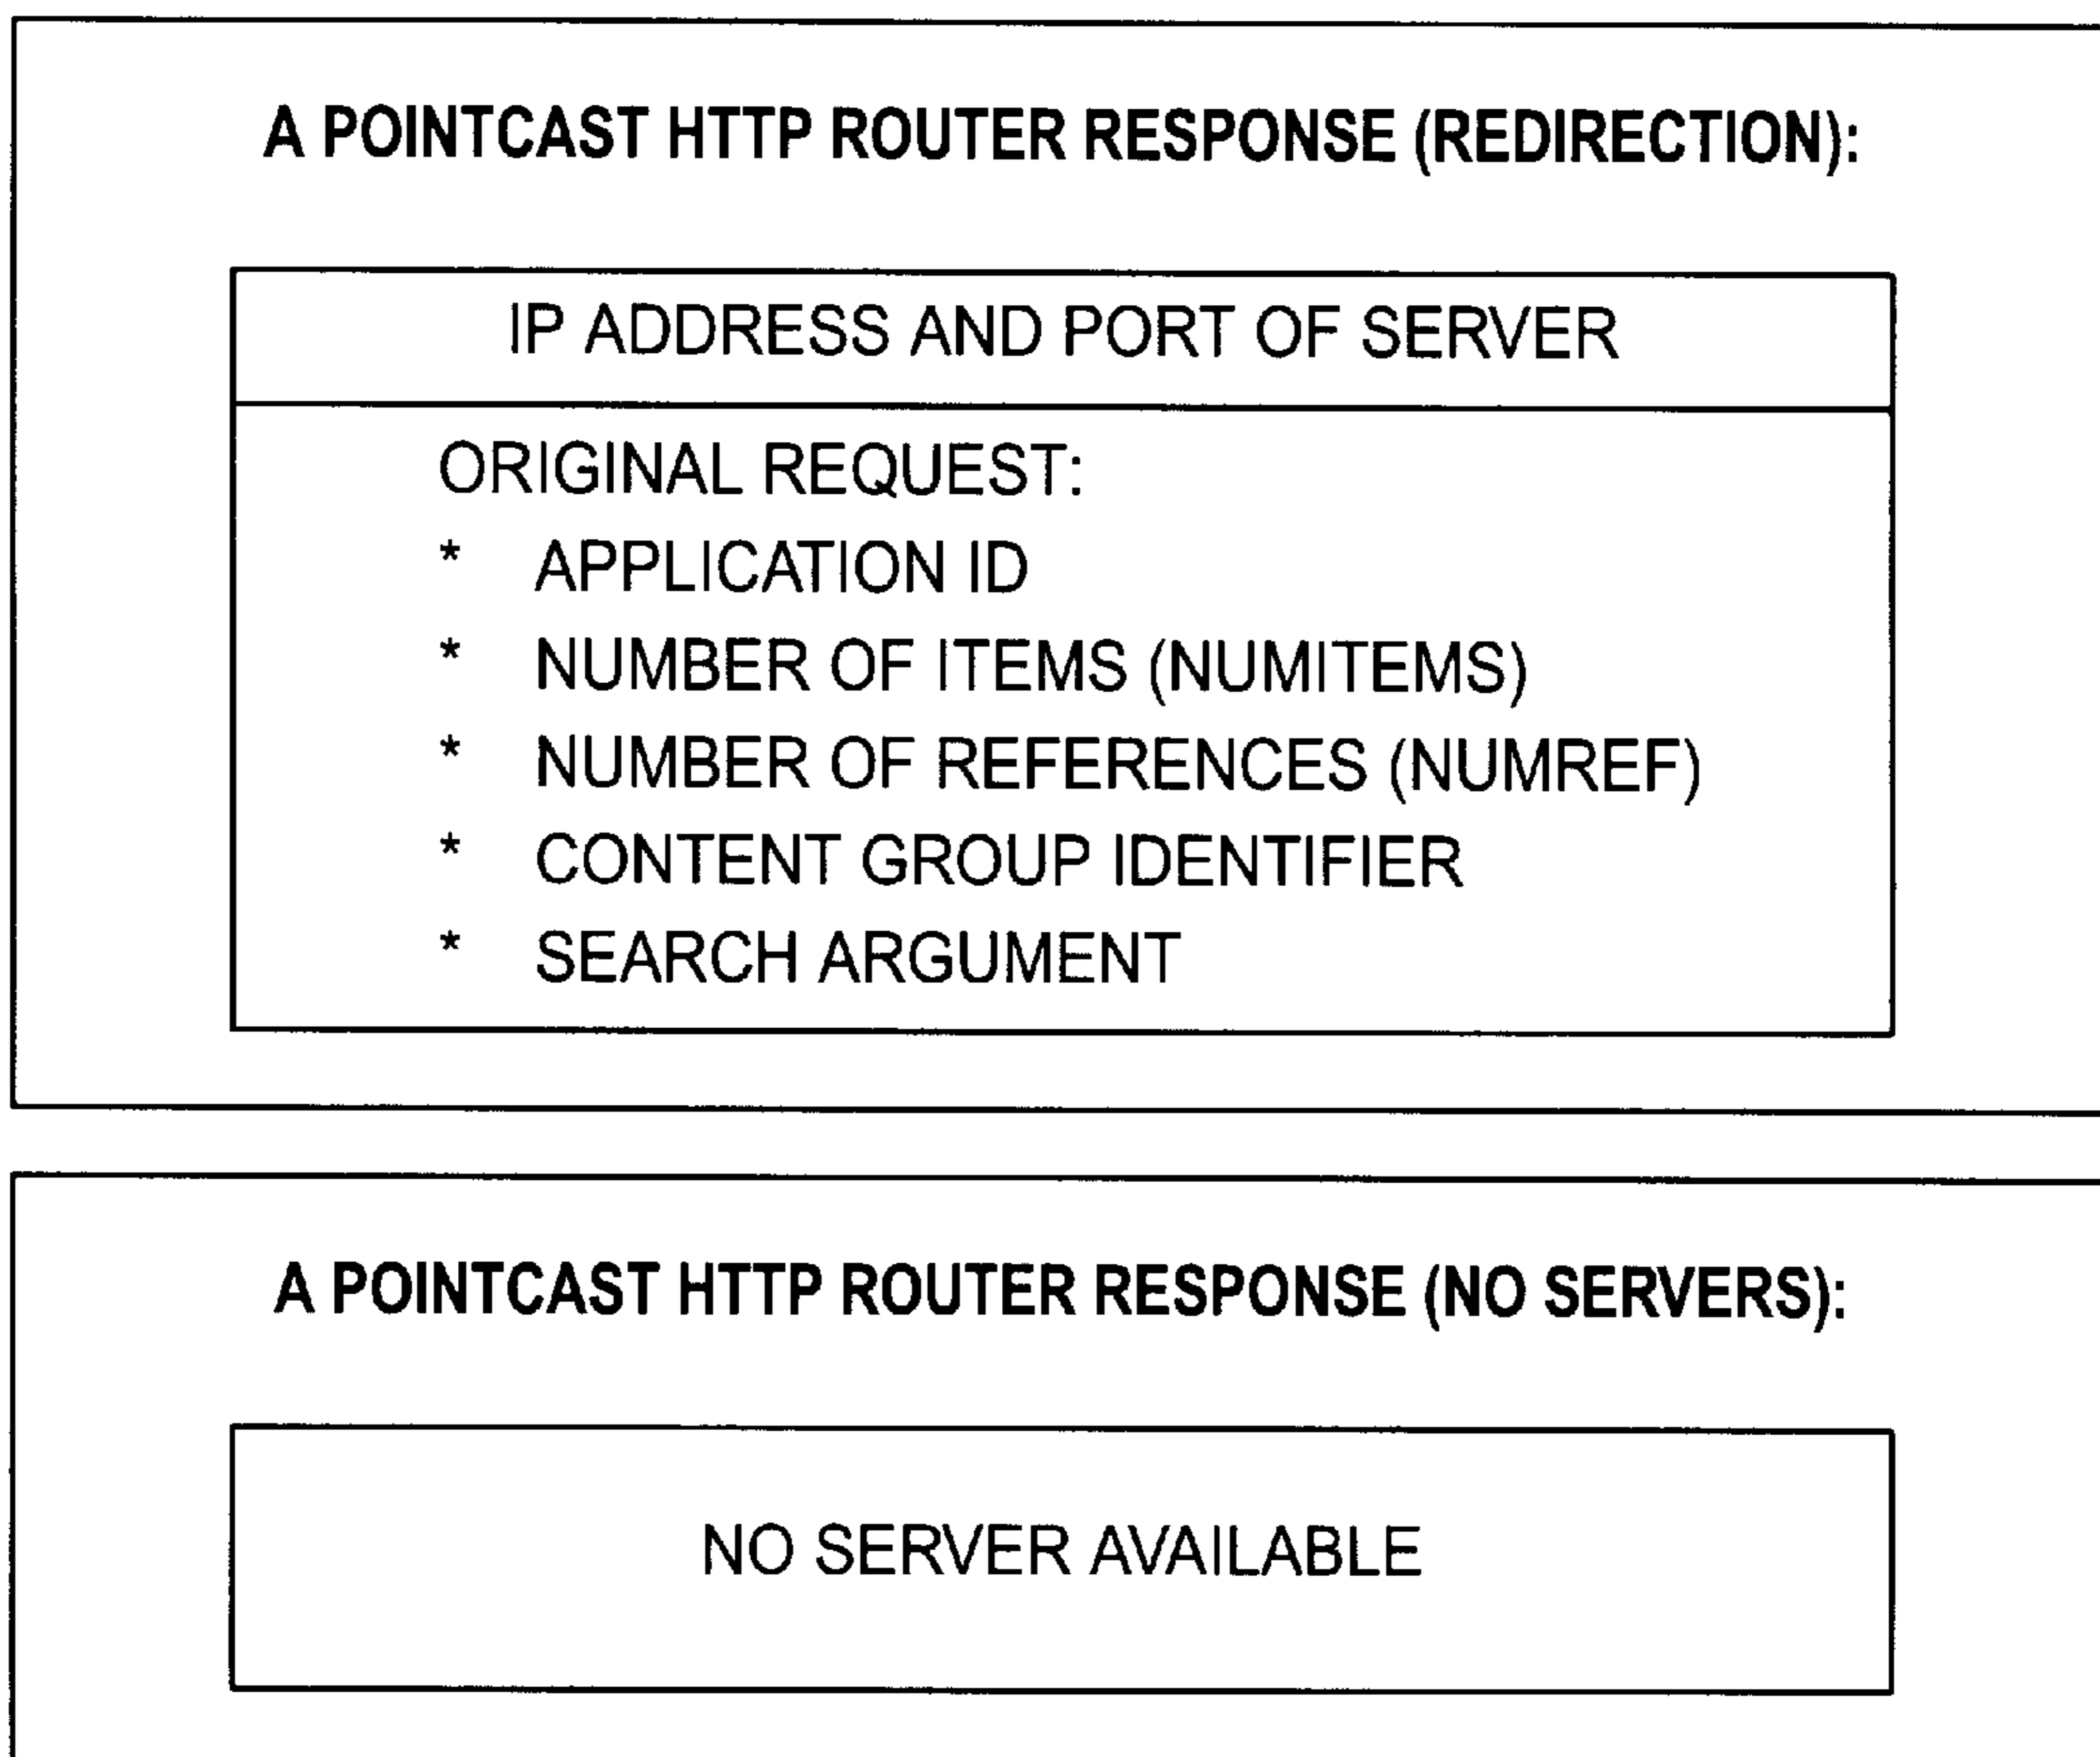 A POINTCAST HTTP ROUTER RESPONSE (REDIRECTION):
IP ADDRESS AND PORT OF SERVER
ORIGINAL REQUEST:
* APPLICATION ID
* NUMBER OF ITEMS (NUMITEMS)
* NUMBER OF REFERENCES (NUMREF)
* CONTENT GROUP IDENTIFIER
* SEARCH ARGUMENT
A POINTCAST HTTP ROUTER RESPONSE (NO SERVERS):
NO SERVER AVAILABLE